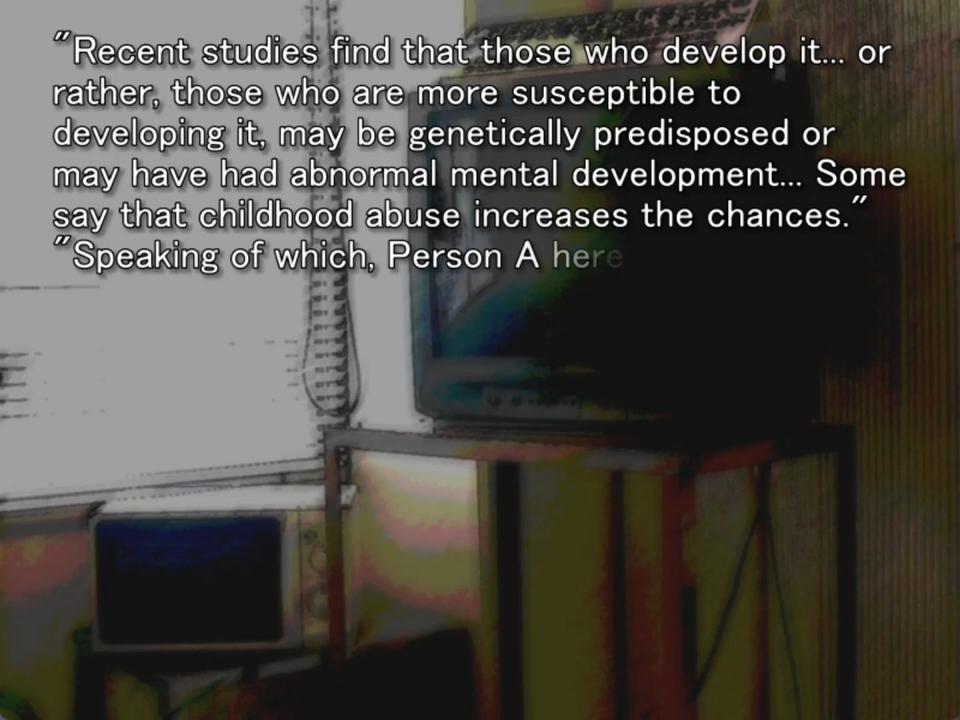 "Recent studies find that those who develop it... or
rather, those who are more susceptible to
developing it, may be genetically predisposed or
may have had abnormal mental development... Some
say that childhood abuse increases the chances."
"Speaking of which, Person A here